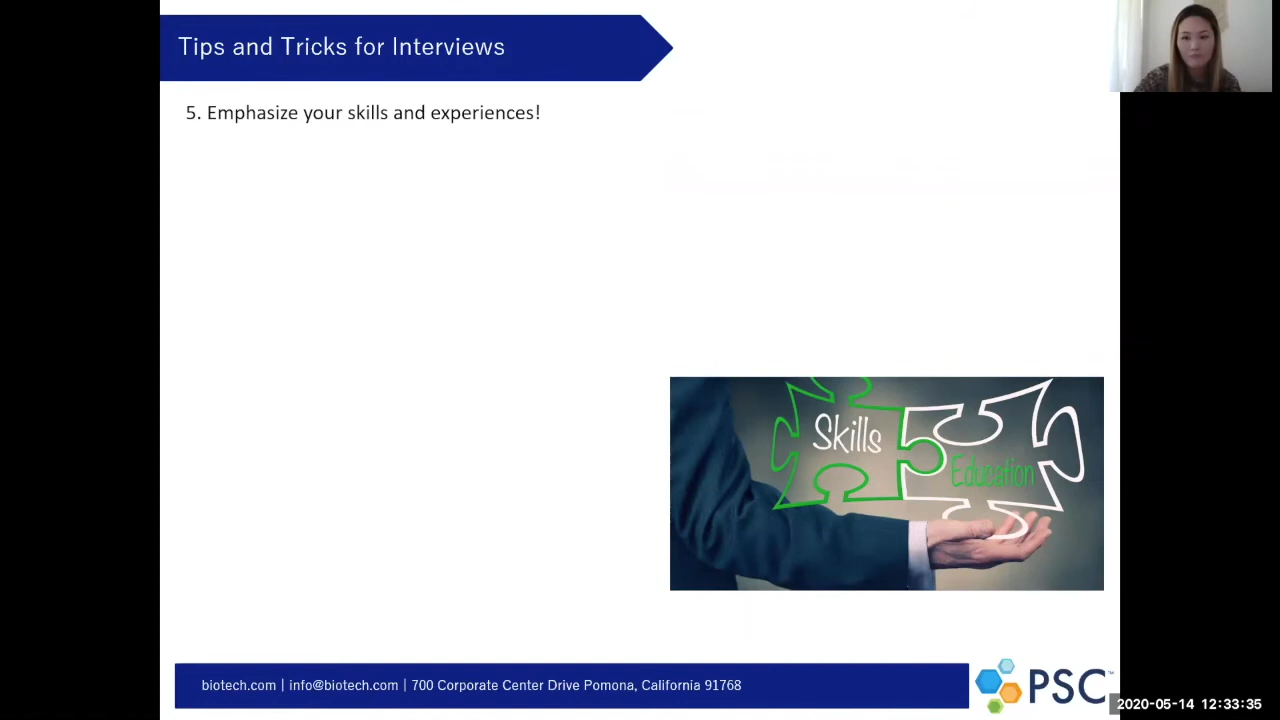 Tips and Tricks for Interviews
5. Emphasize your skills and experiences!
Skills
Education
biotech.com | info@biotech.com | 700 Corporate Center Drive Pomona, California 91768
PSC™
2020-05-14 12:33:35